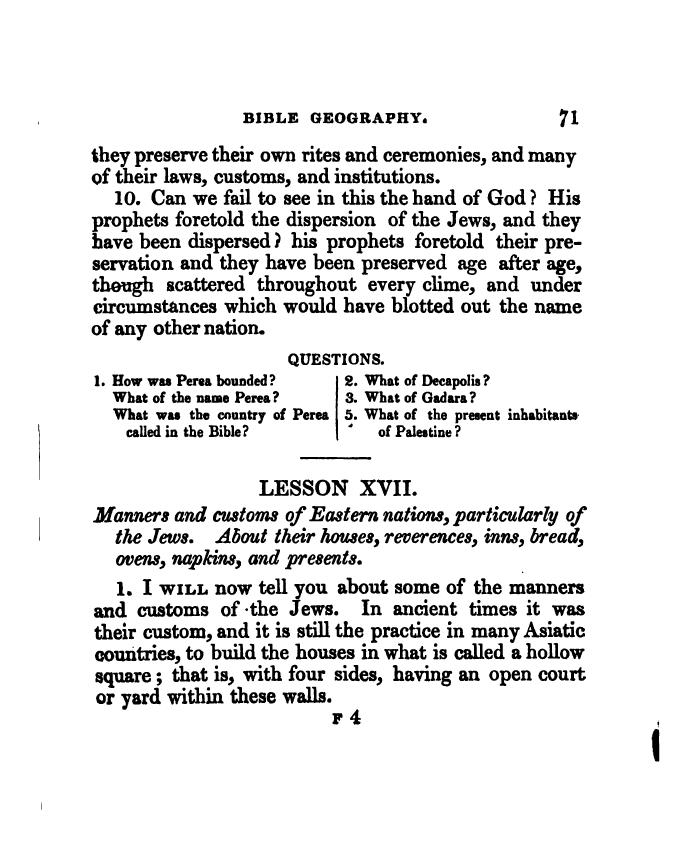 BIBLE GEOGRAPHY. 71
they preserve their own rites and ceremonies, and many
of their laws, customs, and institutions.
10. Can we fail to see in this the hand of God? His
prophets foretold the dispersion of the Jews, and they
have been dispersed? his prophets foretold their pre-
servation and they have been preserved age after age,
though scattered throughout every clime, and under
circumstances which would have blotted out the name
of any other nation.
QUESTIONS.
1. How was Perea bounded?
What of the name Perea?
What was the country of Perea
called in the Bible?
2. What of Decapolis?
3. What of Gadara?
5. What of the present inhabitants
of Palestine?
LESSON XVII.
Manners and customs of Eastern nations, particularly of
the Jews. About their houses, reverences, inns, bread,
ovens, napkins, and presents.
1. I WILL now tell you about some of the manners
and customs of the Jews. In ancient times it was
their custom, and it is still the practice in many Asiatic
countries, to build the houses in what is called a hollow
square; that is, with four sides, having an open court
or yard within these walls.
F 4